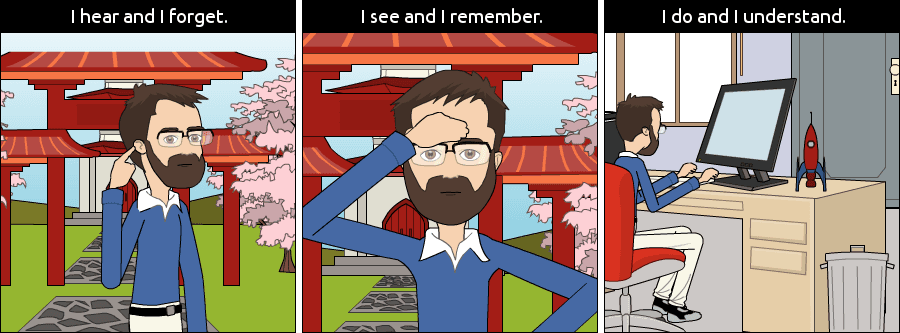 I hear and I forget.
I see and I remember.
I do and I understand.